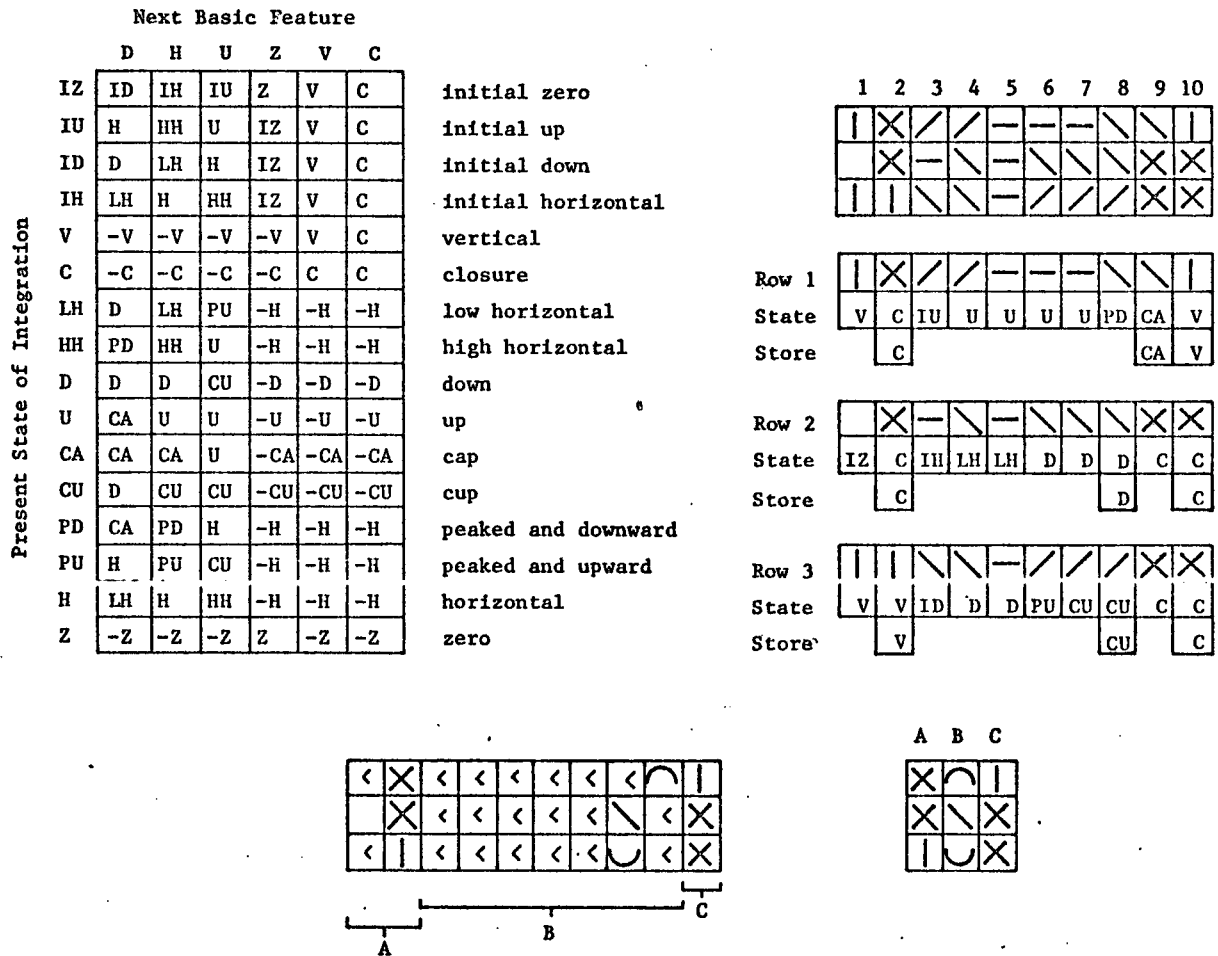 Next Basic Feature
D H U Z V C
Present State of Integration
IZ ID IH IU Z V C initial zero
IU H HH U IZ V C initial up
ID D LH H IZ V C initial down
IH LH H HH IZ V C initial horizontal
V -V -V -V -V V C vertical
C -C -C -C -C C C closure
LH D LH PU -H -H -H low horizontal
HH PD HH U -H -H -H high horizontal
D D D CU -D -D -D down
U CA U U -U -U -U up
CA CA CA U -CA -CA -CA cap
CU D CU CU -CU -CU -CU cup
PD CA PD H -H -H -H peaked and downward
PU H PU CU -H -H -H peaked and upward
H LH H HH -H -H -H horizontal
Z -Z -Z -Z Z -Z -Z zero
1 2 3 4 5 6 7 8 9 10
Row 1
State V C IU U U U U PD CA V
Store C CA V
Row 2
State IZ C IH LH LH D D D C C
Store C D C
Row 3
State V V ID D D PU CU CU C C
Store V CU C
A B C
A B C